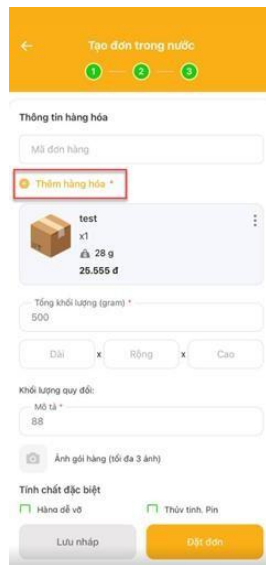 Tạo đơn trong nước
1 2 3
Thông tin hàng hóa
Mã đơn hàng
Thêm hàng hóa *
test
x1
28 g
25.555 đ
Tổng khối lượng (gram) *
500
Dài x Rộng x Cao
Khối lượng quy đổi:
Mô tả *
88
Ảnh gói hàng (tối đa 3 ảnh)
Tính chất đặc biệt
Hàng dễ vỡ Thủy tinh, Pin
Lưu nháp Đặt đơn